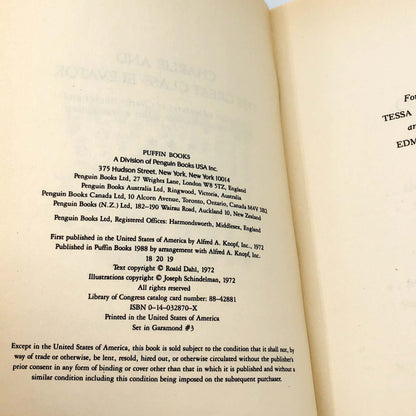 PUFFIN BOOKS
A Division of Penguin Books USA Inc.
375 Hudson Street, New York, New York 10014
Penguin Books Ltd, 27 Wrights Lane, London W8 5TZ, England
Penguin Books Australia Ltd, Ringwood, Victoria, Australia
Penguin Books Canada Ltd, 10 Alcorn Avenue, Toronto, Ontario, Canada M4V 3B2
Penguin Books (N.Z.) Ltd, 182–190 Wairau Road, Auckland 10, New Zealand
Penguin Books Ltd, Registered Offices: Harmondsworth, Middlesex, England
First published in the United States of America by Alfred A. Knopf, Inc., 1972
Published in Puffin Books 1988 by arrangement with Alfred A. Knopf, Inc.
18 20 19
Text copyright © Roald Dahl, 1972
Illustrations copyright © Joseph Schindelman, 1972
All rights reserved
Library of Congress catalog card number: 88-42881
ISBN 0-14-032870-X
Printed in the United States of America
Set in Garamond #3
Except in the United States of America, this book is sold subject to the condition that it shall not, by
way of trade or otherwise, be lent, resold, hired out, or otherwise circulated without the publisher's
prior consent in any form of binding or cover other than that in which it is published and without a
similar condition including this condition being imposed on the subsequent purchaser.
For
TESSA
EDM